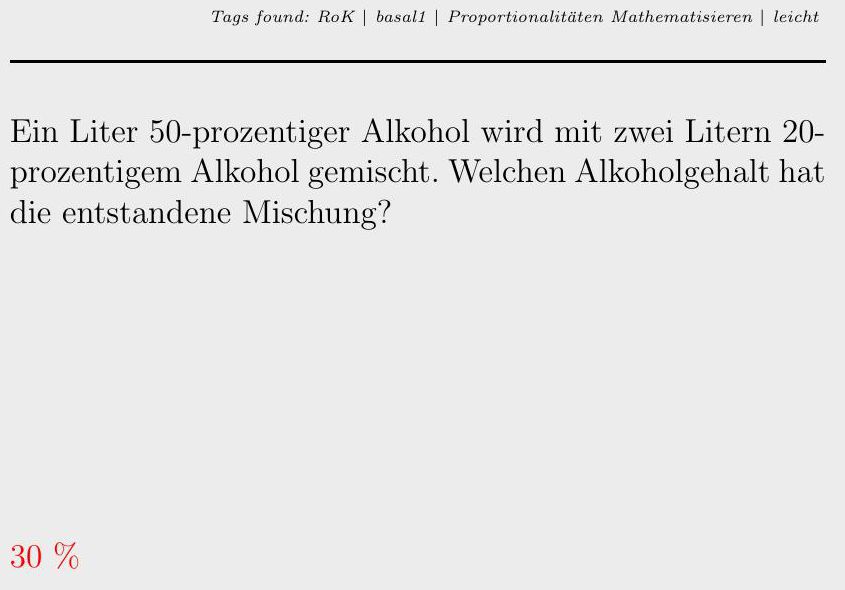 Tags found: RoK | basal1 | Proportionalitäten Mathematisieren | leicht
Ein Liter 50-prozentiger Alkohol wird mit zwei Litern 20-
prozentigem Alkohol gemischt. Welchen Alkoholgehalt hat
die entstandene Mischung?
30 %